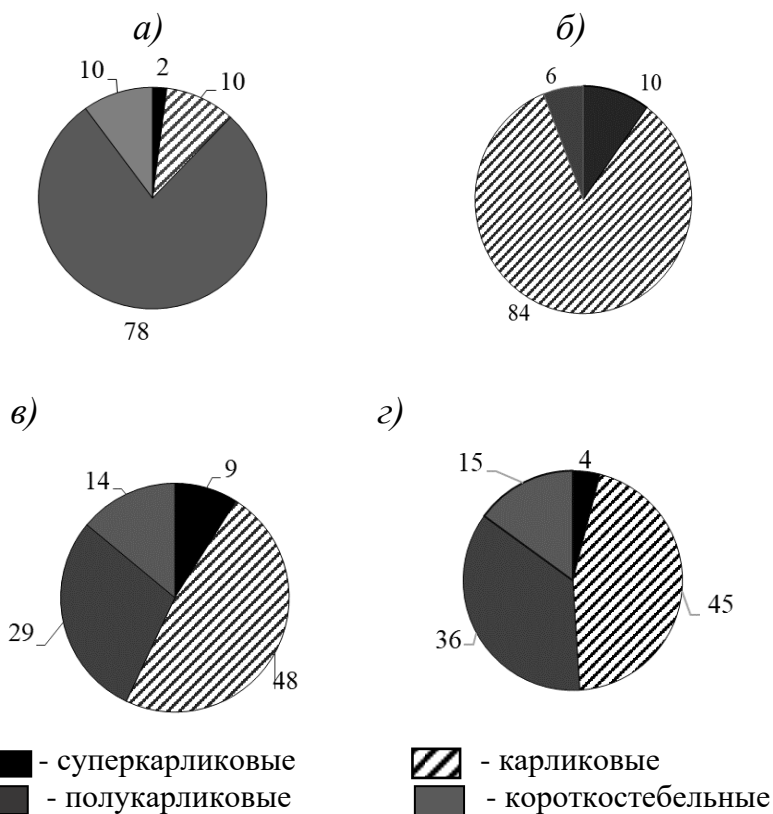 а) б)
10 2 10 6 10
78 84
в) г)
14 9 15 4
29 48 36 45
- суперкарликовые - карликовые
- полукарликовые - короткостебельные